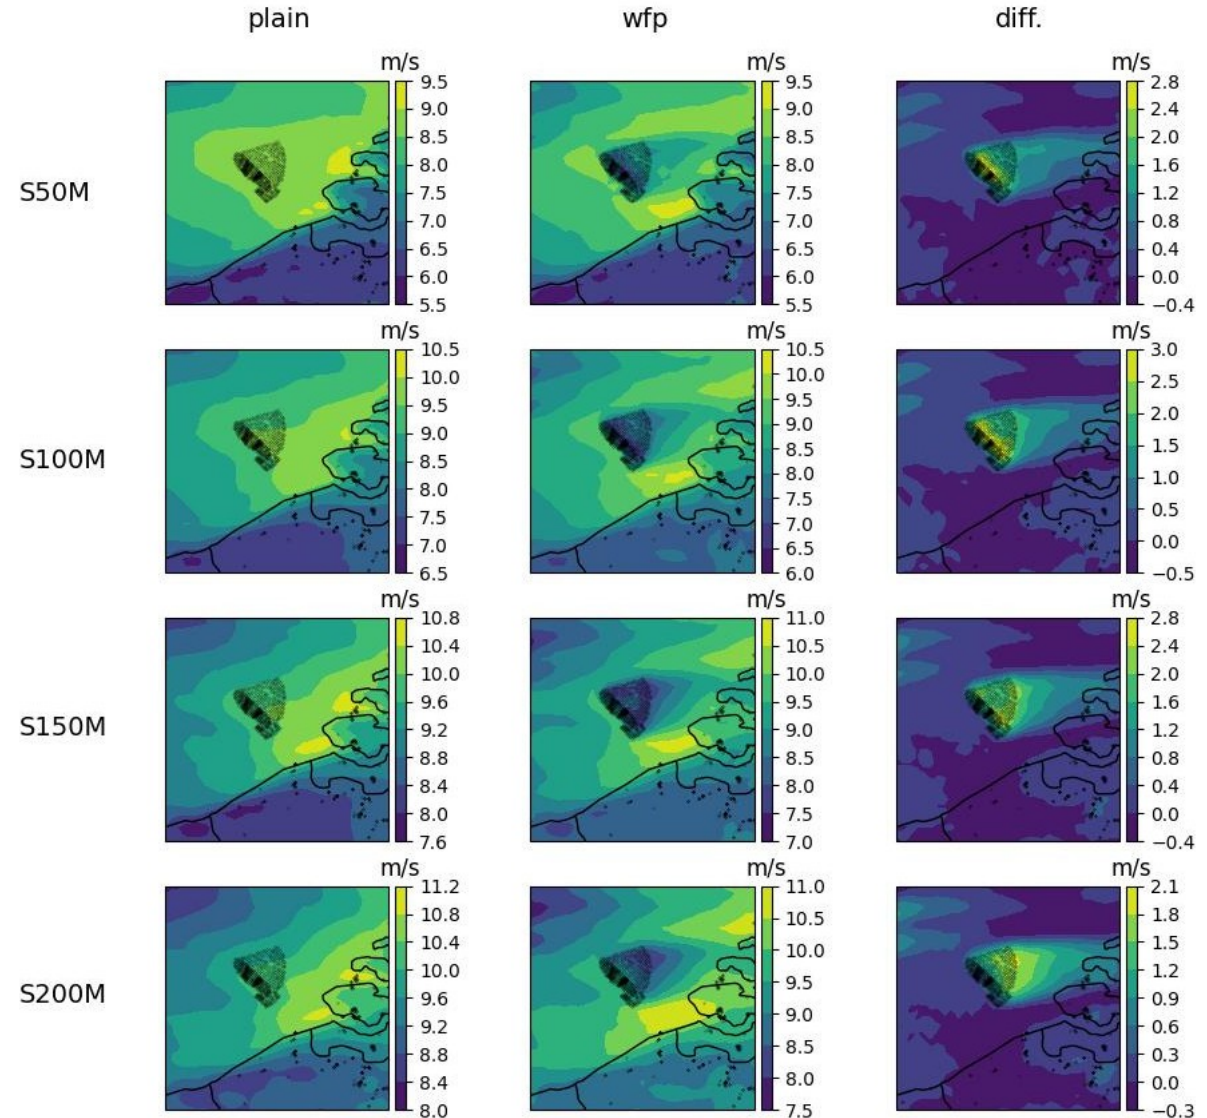 plain wfp diff.
m/s m/s m/s
S50M
9.5 9.0 8.5 8.0 7.5 7.0 6.5 6.0 5.5
9.5 9.0 8.5 8.0 7.5 7.0 6.5 6.0 5.5
2.8 2.4 2.0 1.6 1.2 0.8 0.4 0.0 −0.4
m/s m/s m/s
S100M
10.5 10.0 9.5 9.0 8.5 8.0 7.5 7.0 6.5
10.5 10.0 9.5 9.0 8.5 8.0 7.5 7.0 6.5 6.0
3.0 2.5 2.0 1.5 1.0 0.5 0.0 −0.5
m/s m/s m/s
S150M
10.8 10.4 10.0 9.6 9.2 8.8 8.4 8.0 7.6
11.0 10.5 10.0 9.5 9.0 8.5 8.0 7.5 7.0
2.8 2.4 2.0 1.6 1.2 0.8 0.4 0.0 −0.4
m/s m/s m/s
S200M
11.2 10.8 10.4 10.0 9.6 9.2 8.8 8.4 8.0
11.0 10.5 10.0 9.5 9.0 8.5 8.0 7.5
2.1 1.8 1.5 1.2 0.9 0.6 0.3 0.0 −0.3